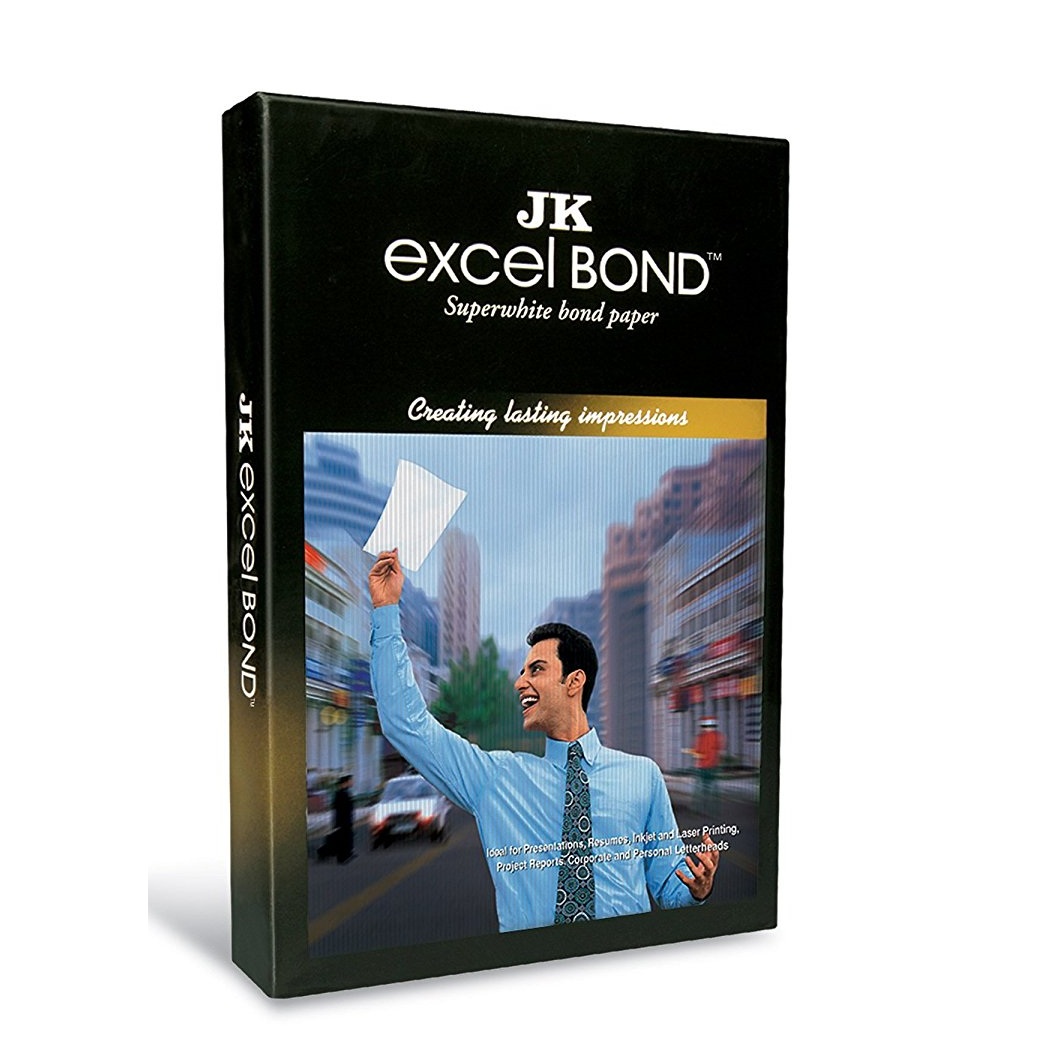 JK
excel BOND™
Superwhite bond paper
Creating lasting impressions
Ideal for Presentations, Resumes, Inkjet and Laser Printing,
Project Reports, Corporate and Personal Letterheads
JK excel BOND™